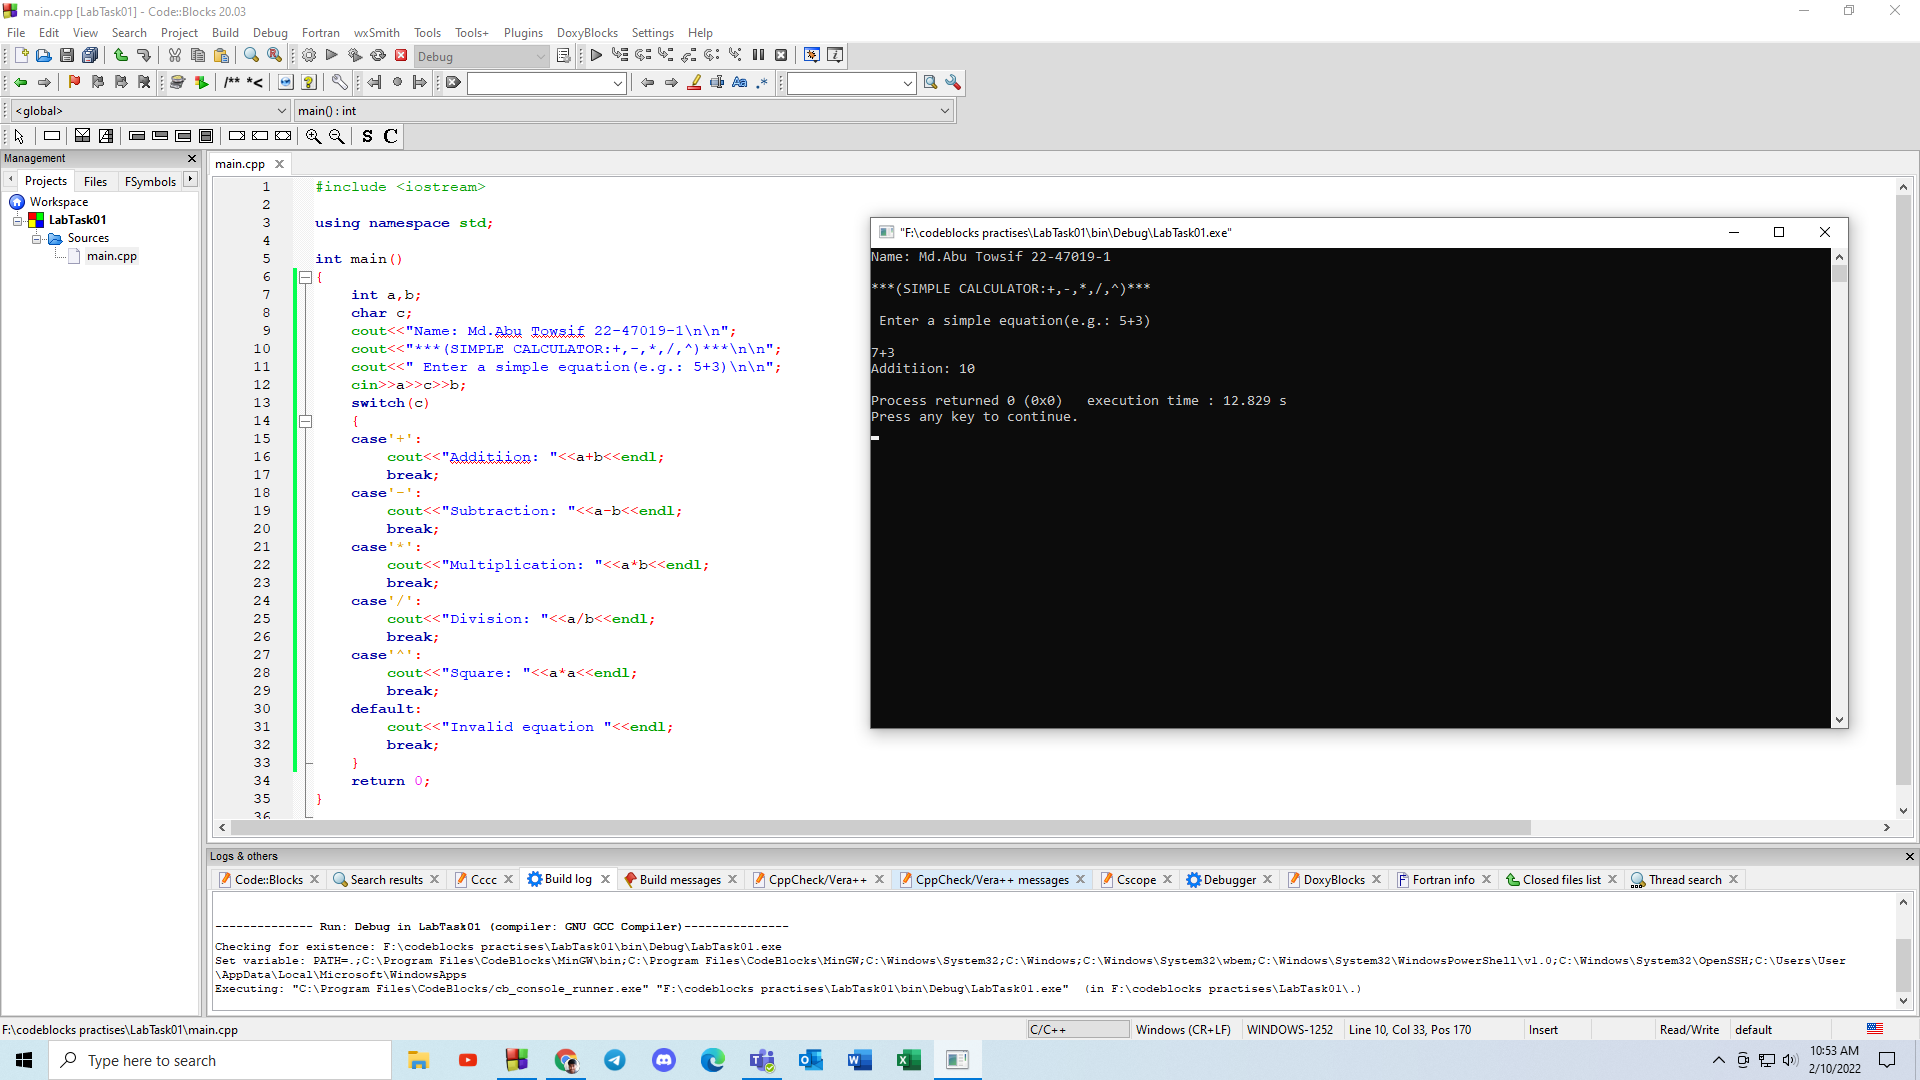 main.cpp [LabTask01] - Code::Blocks 20.03
File Edit View Search Project Build Debug Fortran wxSmith Tools Tools+ Plugins DoxyBlocks Settings Help
Debug
/** *<
Aa .*
<global> main() : int
S C
Management
Projects Files FSymbols
Workspace
LabTask01
Sources
main.cpp
main.cpp
1 #include <iostream>
2
3 using namespace std;
4
5 int main()
6 {
7 int a,b;
8 char c;
9 cout<<"Name: Md.Abu Towsif 22-47019-1\n\n";
10 cout<<"***(SIMPLE CALCULATOR:+,-,*,/,^)***\n\n";
11 cout<<" Enter a simple equation(e.g.: 5+3)\n\n";
12 cin>>a>>c>>b;
13 switch(c)
14 {
15 case'+':
16 cout<<"Additiion: "<<a+b<<endl;
17 break;
18 case'-':
19 cout<<"Subtraction: "<<a-b<<endl;
20 break;
21 case'*':
22 cout<<"Multiplication: "<<a*b<<endl;
23 break;
24 case'/':
25 cout<<"Division: "<<a/b<<endl;
26 break;
27 case'^':
28 cout<<"Square: "<<a*a<<endl;
29 break;
30 default:
31 cout<<"Invalid equation "<<endl;
32 break;
33 }
34 return 0;
35 }
36
"F:\codeblocks practises\LabTask01\bin\Debug\LabTask01.exe"
Name: Md.Abu Towsif 22-47019-1
***(SIMPLE CALCULATOR:+,-,*,/,^)***
Enter a simple equation(e.g.: 5+3)
7+3
Additiion: 10
Process returned 0 (0x0) execution time : 12.829 s
Press any key to continue.
Logs & others
Code::Blocks Search results Cccc Build log Build messages CppCheck/Vera++ CppCheck/Vera++ messages Cscope Debugger DoxyBlocks Fortran info Closed files list Thread search
-------------- Run: Debug in LabTask01 (compiler: GNU GCC Compiler)---------------
Checking for existence: F:\codeblocks practises\LabTask01\bin\Debug\LabTask01.exe
Set variable: PATH=.;C:\Program Files\CodeBlocks\MinGW\bin;C:\Program Files\CodeBlocks\MinGW;C:\Windows\System32;C:\Windows;C:\Windows\System32\wbem;C:\Windows\System32\WindowsPowerShell\v1.0;C:\Windows\System32\OpenSSH;C:\Users\User
\AppData\Local\Microsoft\WindowsApps
Executing: "C:\Program Files\CodeBlocks/cb_console_runner.exe" "F:\codeblocks practises\LabTask01\bin\Debug\LabTask01.exe" (in F:\codeblocks practises\LabTask01\.)
F:\codeblocks practises\LabTask01\main.cpp C/C++ Windows (CR+LF) WINDOWS-1252 Line 10, Col 33, Pos 170 Insert Read/Write default
Type here to search
10:53 AM
2/10/2022